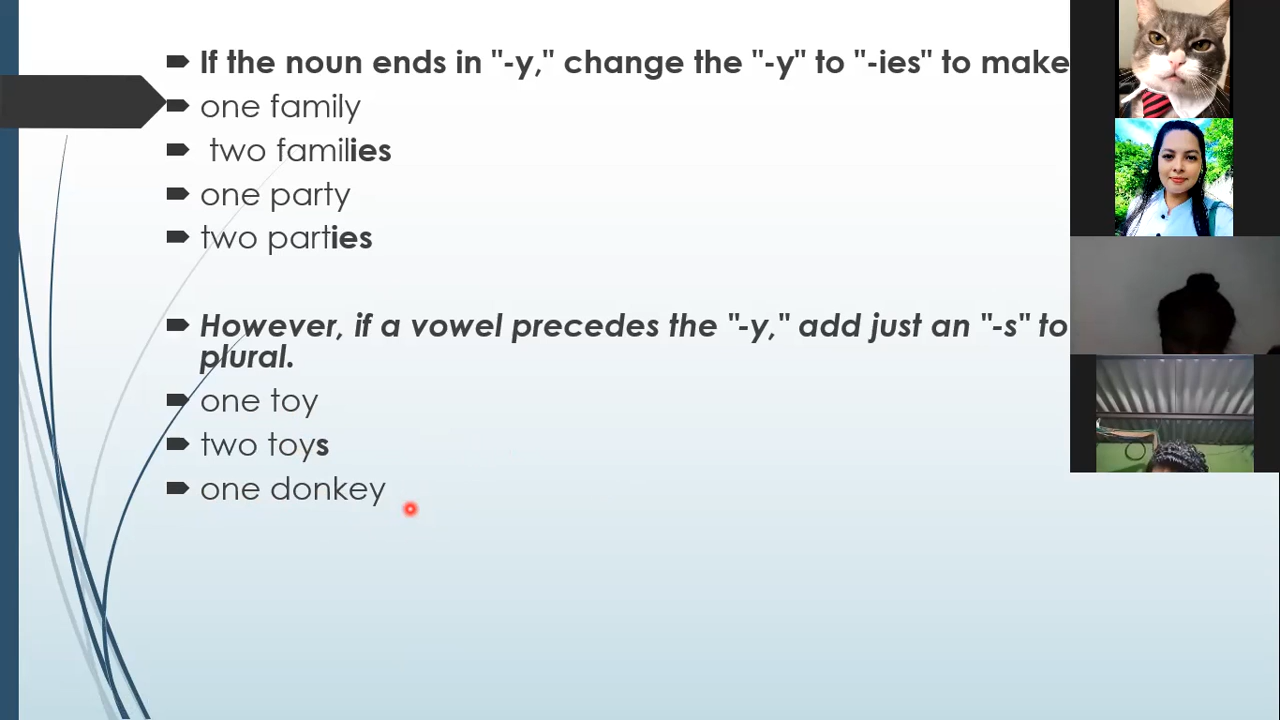 If the noun ends in "-y," change the "-y" to "-ies" to make
one family
two families
one party
two parties
However, if a vowel precedes the "-y," add just an "-s" to
plural.
one toy
two toys
one donkey